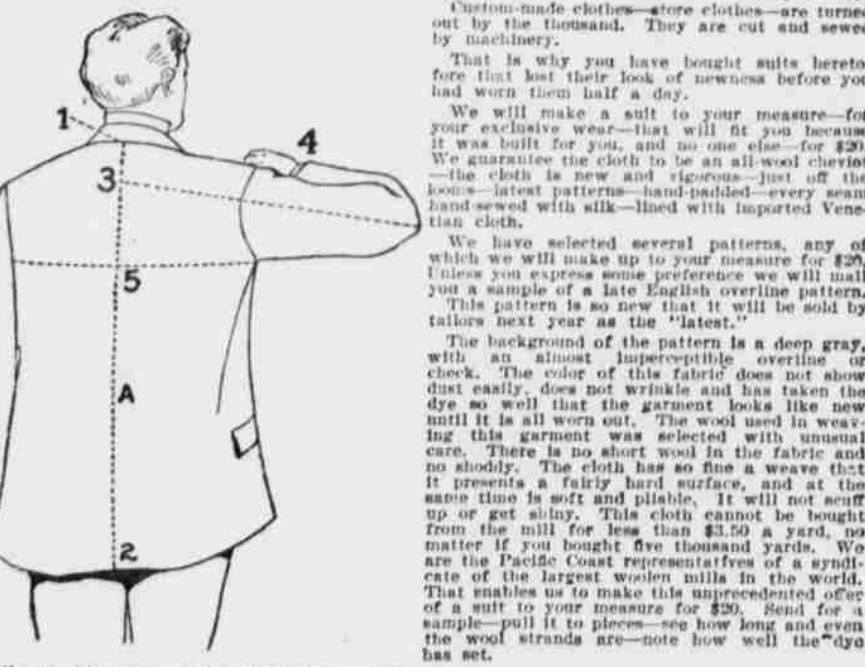 1
4
3
5
A
2
Custom-made clothes—store clothes—are turned
out by the thousand. They are cut and sewed
by machinery.
That is why you have bought suits hereto-
fore that lost their look of newness before you
had worn them half a day.
We will make a suit to your measure—for
your exclusive wear—that will fit you because
it was built for you, and no one else—for $20.
We guarantee the cloth to be an all-wool cheviot
—the cloth is new and vigorous—just off the
looms—latest patterns—hand-padded—every seam
hand-sewed with silk—lined with imported Vene-
tian cloth.
We have selected several patterns, any of
which we will make up to your measure for $20.
Unless you express some preference we will mail
you a sample of a late English overline pattern.
This pattern is so new that it will be sold by
tailors next year as the "latest."
The background of the pattern is a deep gray,
with an almost imperceptible overline or
check. The color of this fabric does not show
dust easily, does not wrinkle and has taken the
dye so well that the garment looks like new
until it is all worn out. The wool used in weav-
ing this garment was selected with unusual
care. There is no short wool in the fabric and
no shoddy. The cloth has so fine a weave that
it presents a fairly hard surface, and at the
same time is soft and pliable. It will not scuff
up or get shiny. This cloth cannot be bought
from the mill for less than $3.50 a yard, no
matter if you bought five thousand yards. We
are the Pacific Coast representatives of a syndi-
cate of the largest woolen mills in the world.
That enables us to make this unprecedented offer
of a suit to your measure for $20. Send for a
sample—pull it to pieces—see how long and even
the wool strands are—note how well the dye
has set.